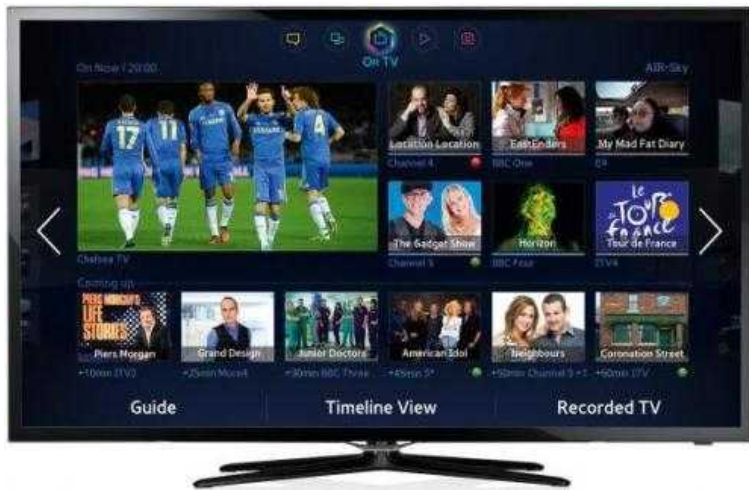 On TV
On Now | 20:00
AIR-Sky
17
11
4
Location Location
EastEnders
My Mad Fat Diary
Channel 4
BBC One
E4
The Gadget Show
Horizon
le
TOUR
de
france
Tour de France
Chelsea TV
Channel 5
BBC Four
ITV4
Coming up
PIERS MORGAN'S
LIFE
STORIES
Piers Morgan
Grand Design
Junior Doctors
American Idol
Neighbours
Coronation Street
+10min ITV3
+25min More4
+30min BBC Three
+45min 5*
+50min Channel 5 +1
+60min ITV
Guide
Timeline View
Recorded TV